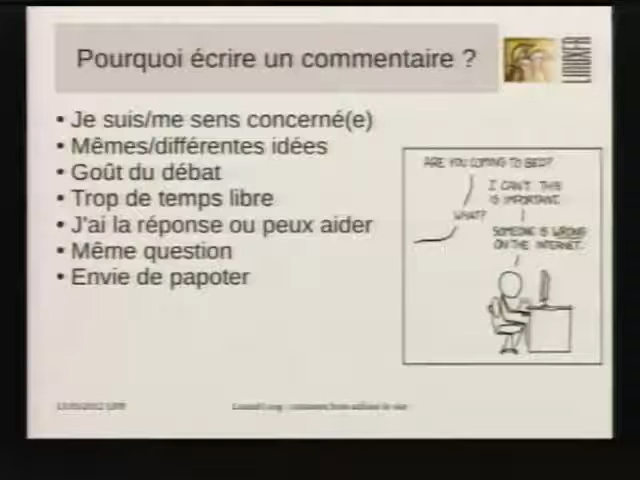 Pourquoi écrire un commentaire ?
LINUXFR
• Je suis/me sens concerné(e)
• Mêmes/différentes idées
• Goût du débat
• Trop de temps libre
• J'ai la réponse ou peux aider
• Même question
• Envie de papoter
ARE YOU COMING TO BED?
I CAN'T. THIS
IS IMPORTANT.
WHAT?
SOMEONE IS WRONG
ON THE INTERNET.